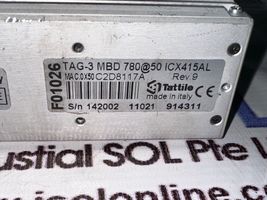 F01026
TAG-3 MBD 780@50 ICX415AL
MAC:0X50C2D8117A Rev.9
Tattile
made in italy
S/n 142002 11021 914311
ustial SOL Pte L